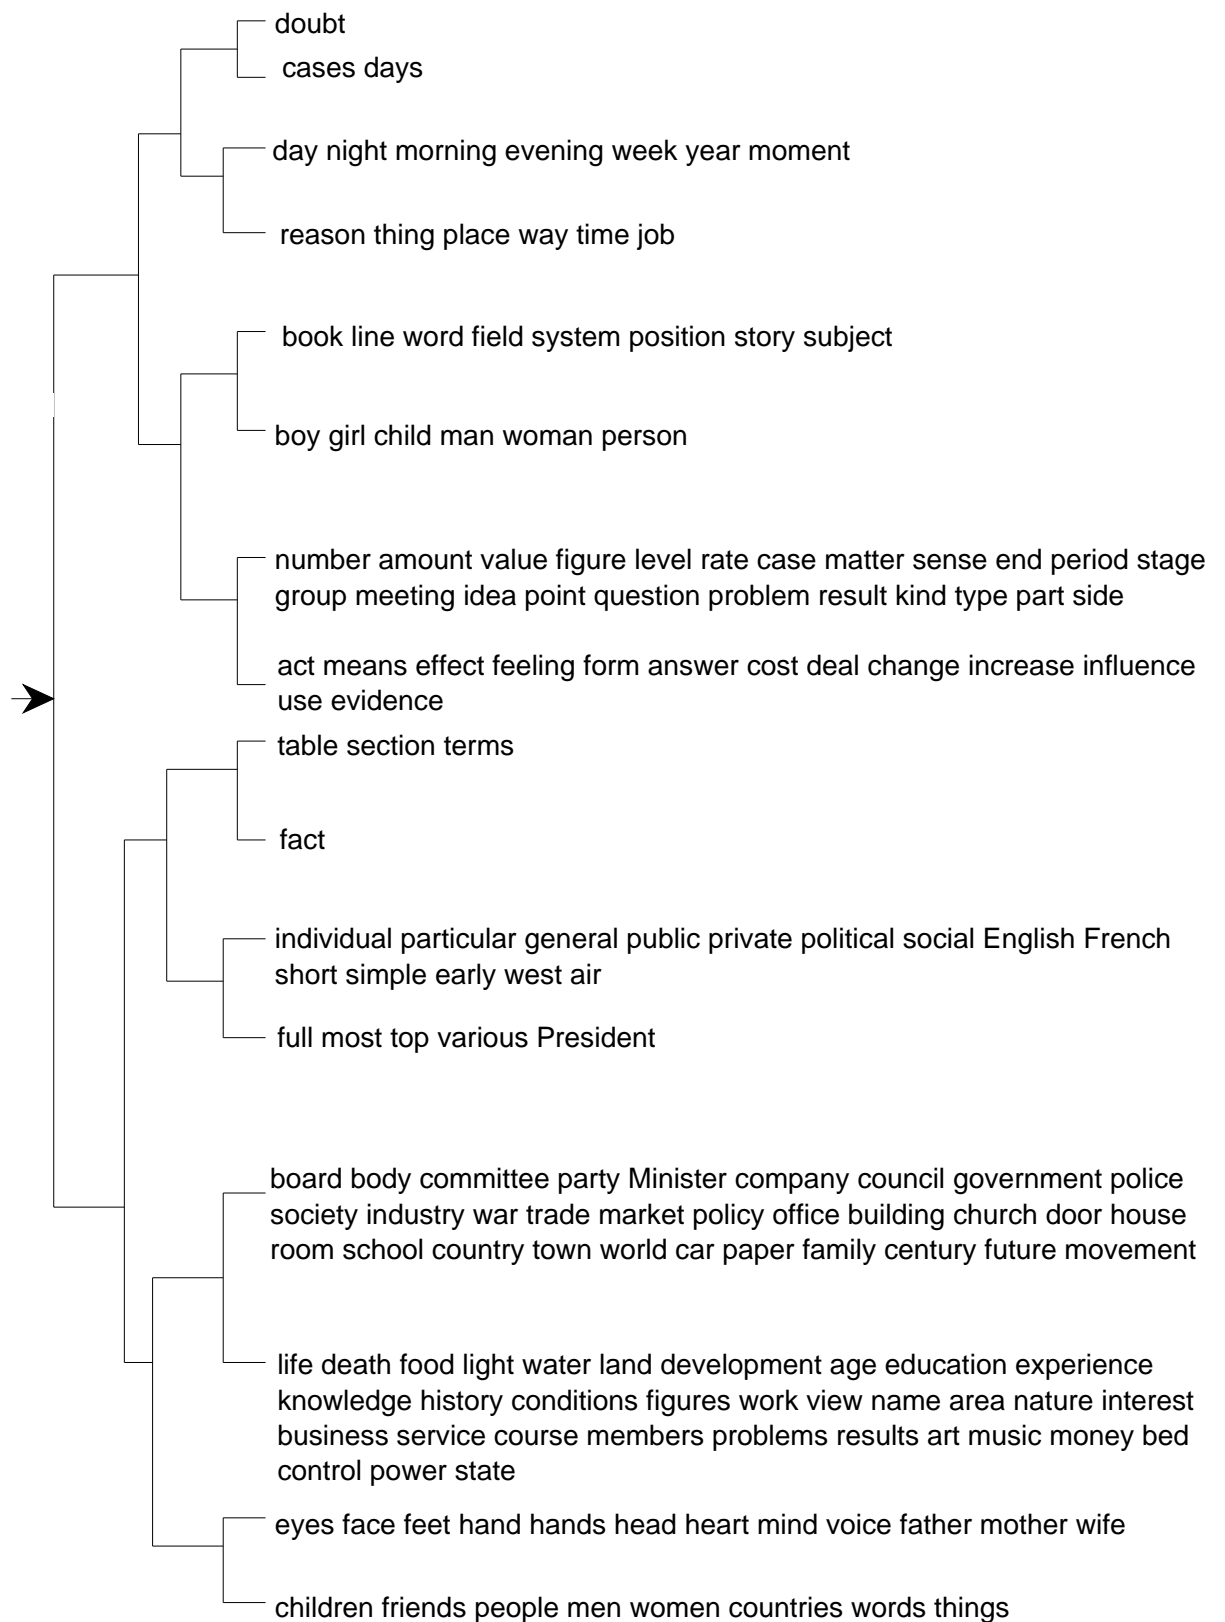 doubt
cases days
day night morning evening week year moment
reason thing place way time job
book line word field system position story subject
boy girl child man woman person
number amount value figure level rate case matter sense end period stage
group meeting idea point question problem result kind type part side
act means effect feeling form answer cost deal change increase influence
use evidence
table section terms
fact
individual particular general public private political social English French
short simple early west air
full most top various President
board body committee party Minister company council government police
society industry war trade market policy office building church door house
room school country town world car paper family century future movement
life death food light water land development age education experience
knowledge history conditions figures work view name area nature interest
business service course members problems results art music money bed
control power state
eyes face feet hand hands head heart mind voice father mother wife
children friends people men women countries words things